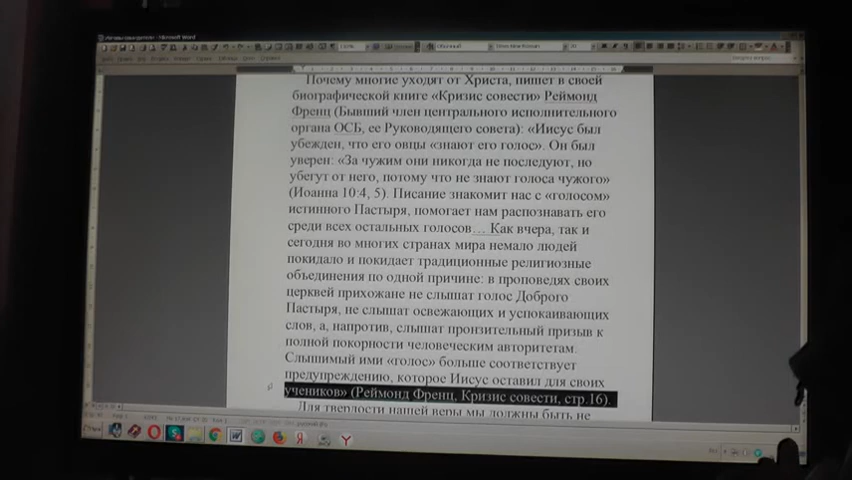 Microsoft Word
Почему многие уходят от Христа, пишет в своей
биографической книге «Кризис совести» Реймонд
Френц (Бывший член центрального исполнительного
органа ОСБ, ее Руководящего совета): «Иисус был
убежден, что его овцы «знают его голос». Он был
уверен: «За чужим они никогда не последуют, но
убегут от него, потому что не знают голоса чужого»
(Иоанна 10:4, 5). Писание знакомит нас с «голосом»
истинного Пастыря, помогает нам распознавать его
среди всех остальных голосов… Как вчера, так и
сегодня во многих странах мира немало людей
покидало и покидает традиционные религиозные
объединения по одной причине: в проповедях своих
церквей прихожане не слышат голос Доброго
Пастыря, не слышат освежающих и успокаивающих
слов, а, напротив, слышат пронзительный призыв к
полной покорности человеческим авторитетам.
Слышимый ими «голос» больше соответствует
предупреждению, которое Иисус оставил для своих
учеников» (Реймонд Френц, Кризис совести, стр.16).
Для твердости нашей веры мы должны быть не